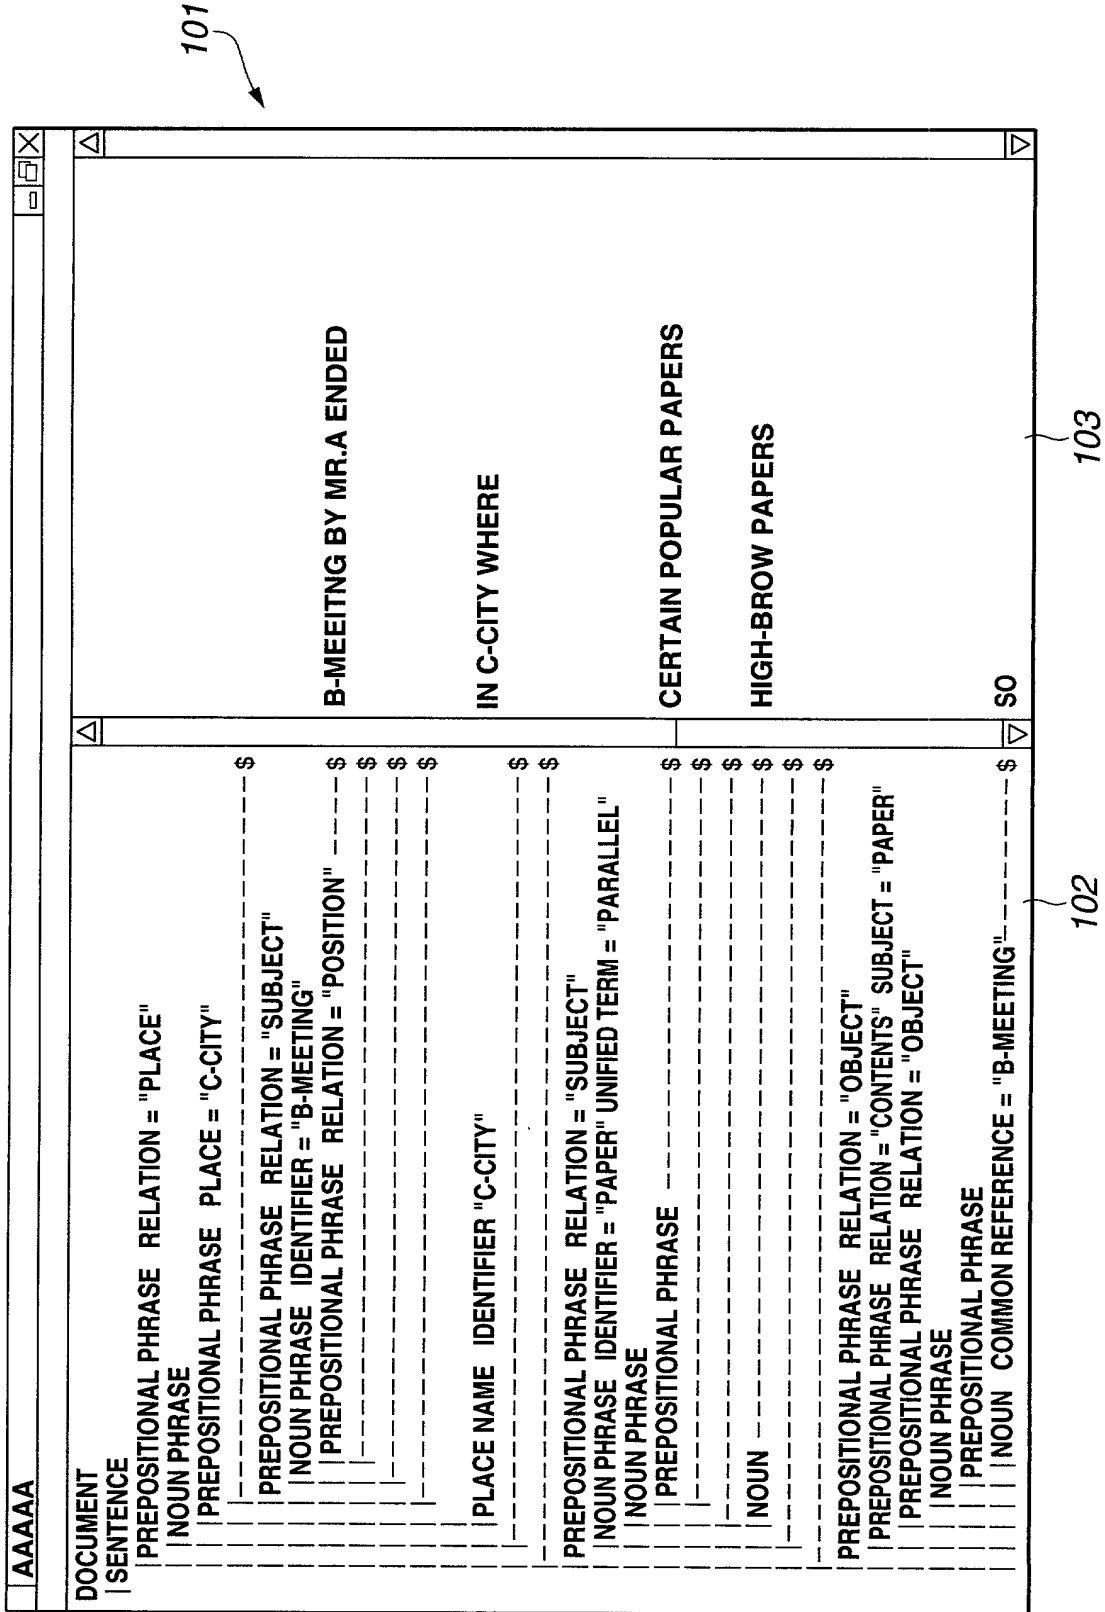 101
AAAAA
DOCUMENT
|SENTENCE
PREPOSITIONAL PHRASE RELATION = "PLACE"
NOUN PHRASE
PREPOSITIONAL PHRASE PLACE = "C-CITY"
$
PREPOSITIONAL PHRASE RELATION = "SUBJECT"
NOUN PHRASE IDENTIFIER = "B-MEETING"
PREPOSITIONAL PHRASE RELATION = "POSITION" $ B-MEEITNG BY MR.A ENDED
$
$
$
PLACE NAME IDENTIFIER "C-CITY" IN C-CITY WHERE
$
$
PREPOSITIONAL PHRASE RELATION = "SUBJECT"
NOUN PHRASE IDENTIFIER = "PAPER" UNIFIED TERM = "PARALLEL"
NOUN PHRASE
PREPOSITIONAL PHRASE $ CERTAIN POPULAR PAPERS
$
$
NOUN $ HIGH-BROW PAPERS
$
$
PREPOSITIONAL PHRASE RELATION = "OBJECT"
PREPOSITIONAL PHRASE RELATION = "CONTENTS" SUBJECT = "PAPER"
PREPOSITIONAL PHRASE RELATION = "OBJECT"
NOUN PHRASE
PREPOSITIONAL PHRASE
NOUN COMMON REFERENCE = "B-MEETING" $ SO
102
103